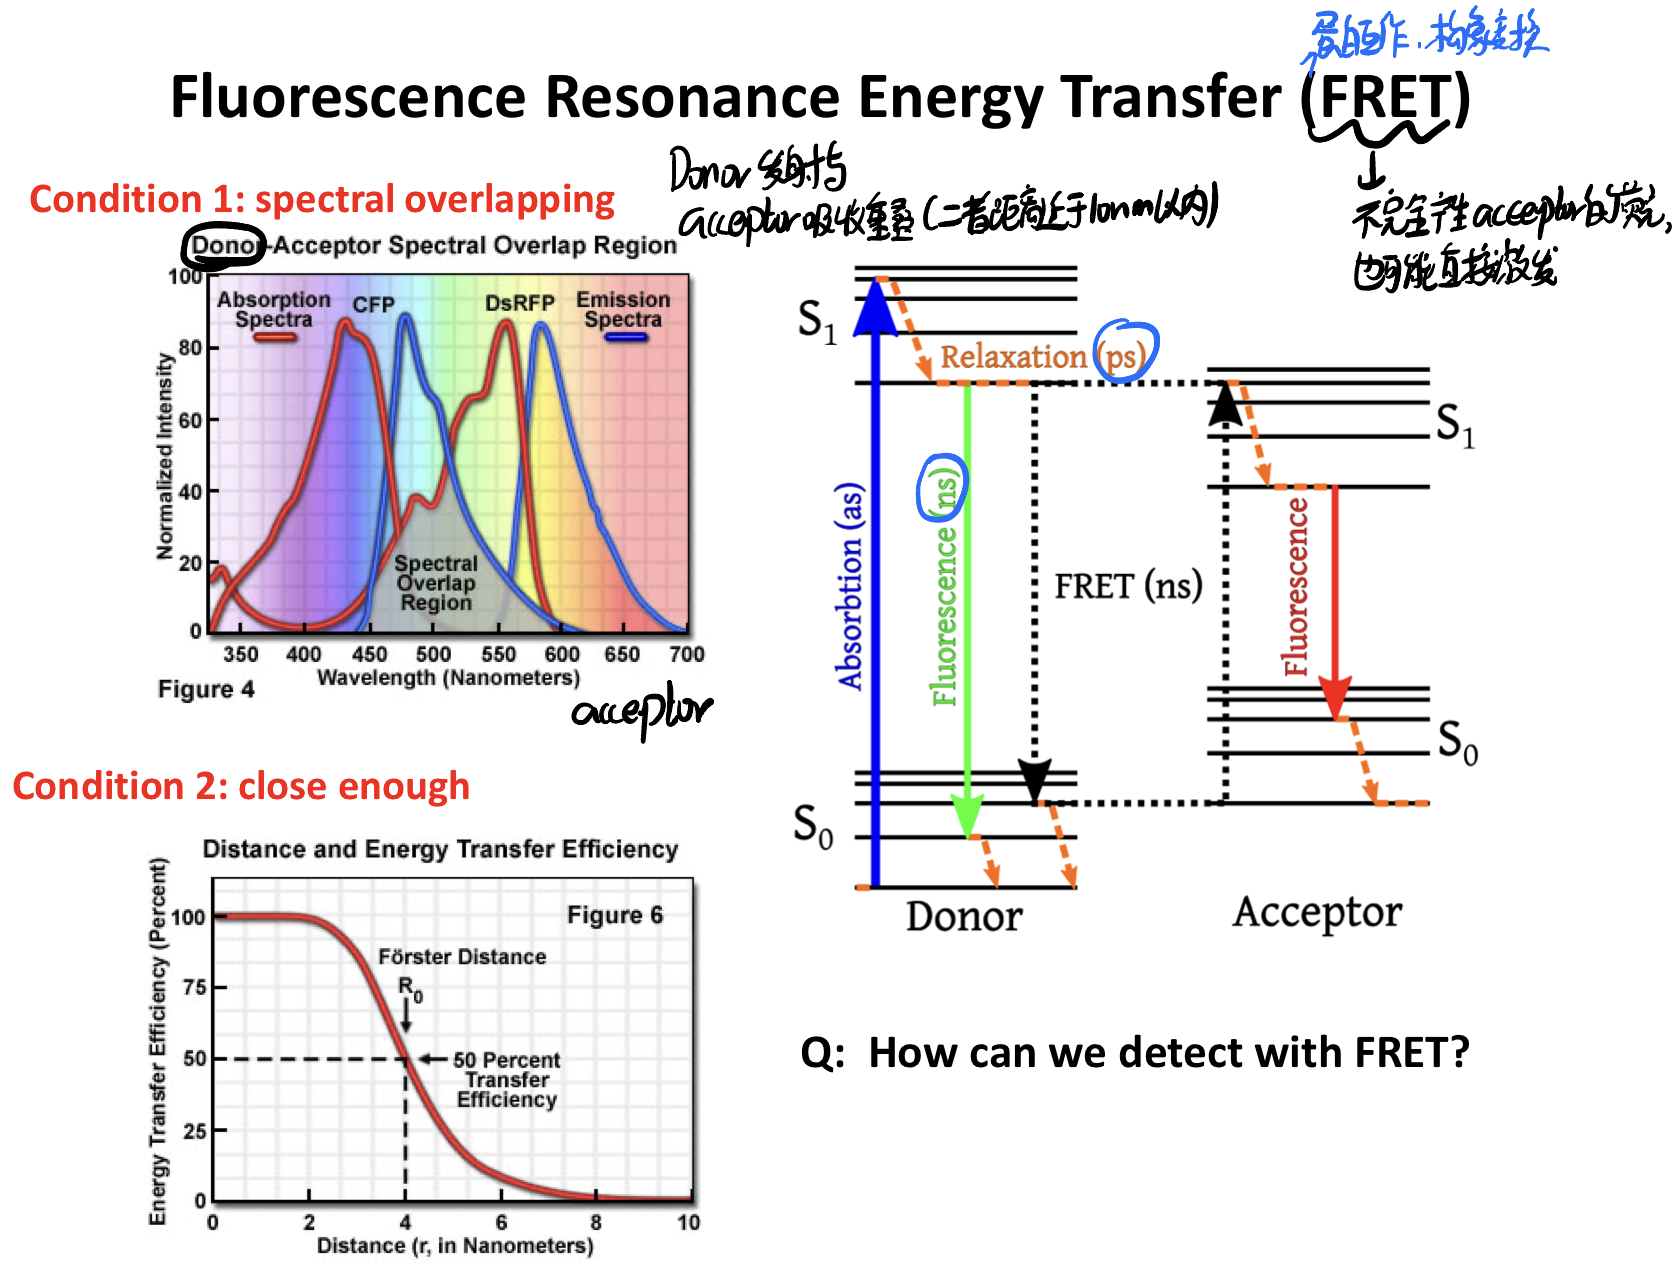 蛋白互作.构象变换
Fluorescence Resonance Energy Transfer (FRET)
Condition 1: spectral overlapping
Donor 发射与
acceptor 吸收重叠 (二者距离近于10nm以内)
不完全产生acceptor的荧光,
也可能直接激发
Donor-Acceptor Spectral Overlap Region
Absorption
Spectra
CFP
DsRFP
Emission
Spectra
Normalized Intensity
100
80
60
40
20
0
Spectral
Overlap
Region
350 400 450 500 550 600 650 700
Wavelength (Nanometers)
Figure 4
acceptor
Condition 2: close enough
Distance and Energy Transfer Efficiency
Energy Transfer Efficiency (Percent)
100
75
50
25
0
Figure 6
Förster Distance
R0
50 Percent
Transfer
Efficiency
0 2 4 6 8 10
Distance (r, in Nanometers)
S1
Relaxation (ps)
Absorbtion (as)
Fluorescence (ns)
FRET (ns)
S0
Donor
S1
Fluorescence
S0
Acceptor
Q: How can we detect with FRET?